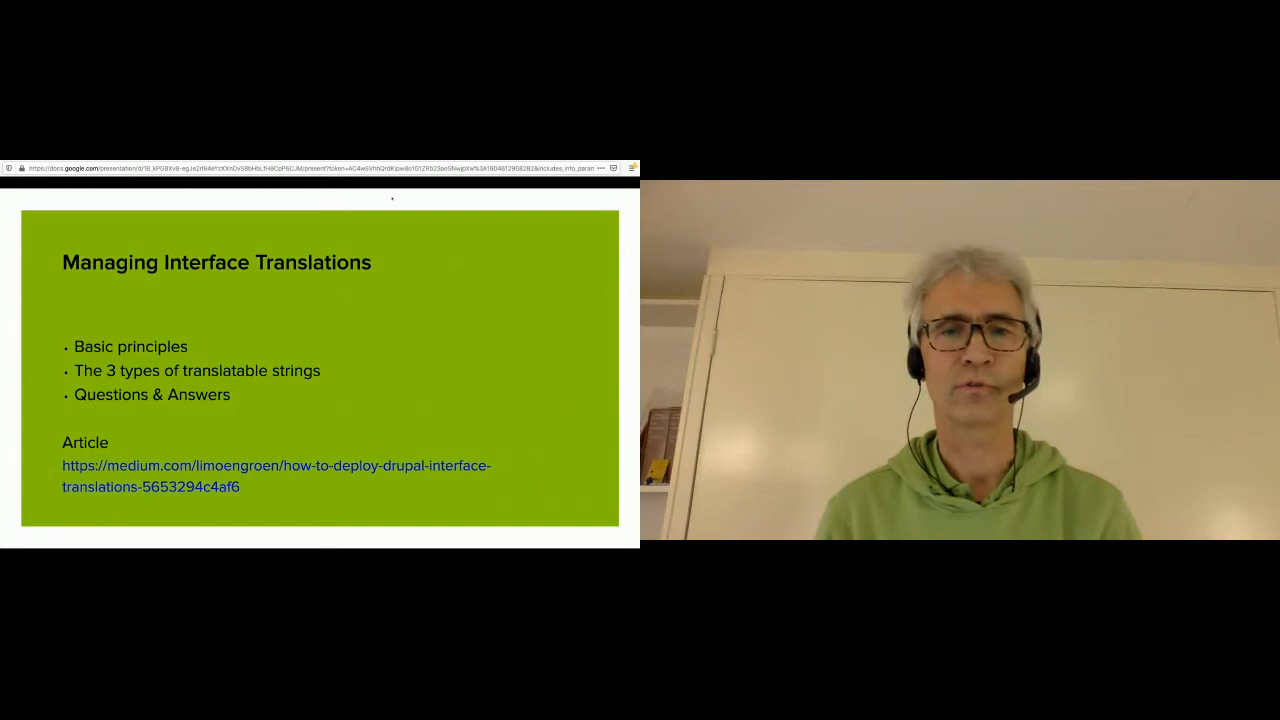 Managing Interface Translations
• Basic principles
• The 3 types of translatable strings
• Questions & Answers
Article
https://medium.com/limoengroen/how-to-deploy-drupal-interface-
translations-5653294c4af6